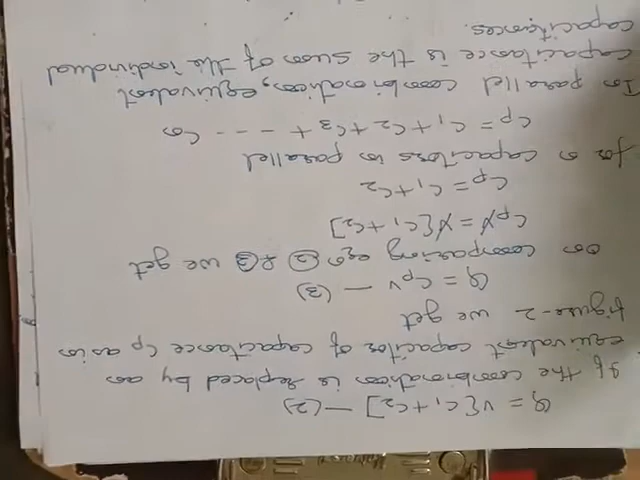 Q = V[C1 + C2] — (2)
If the combination is replaced by an
equivalent capacitor of capacitance Cp as in
figure-2 we get
Q = CpV — (3)
on comparing eqn (2) & (3) we get
CpV = V[C1 + C2]
Cp = C1 + C2
for n capacitors in parallel
Cp = C1 + C2 + C3 + - - - - Cn
In parallel combination, equivalent
capacitance is the sum of the individual
capacitances.